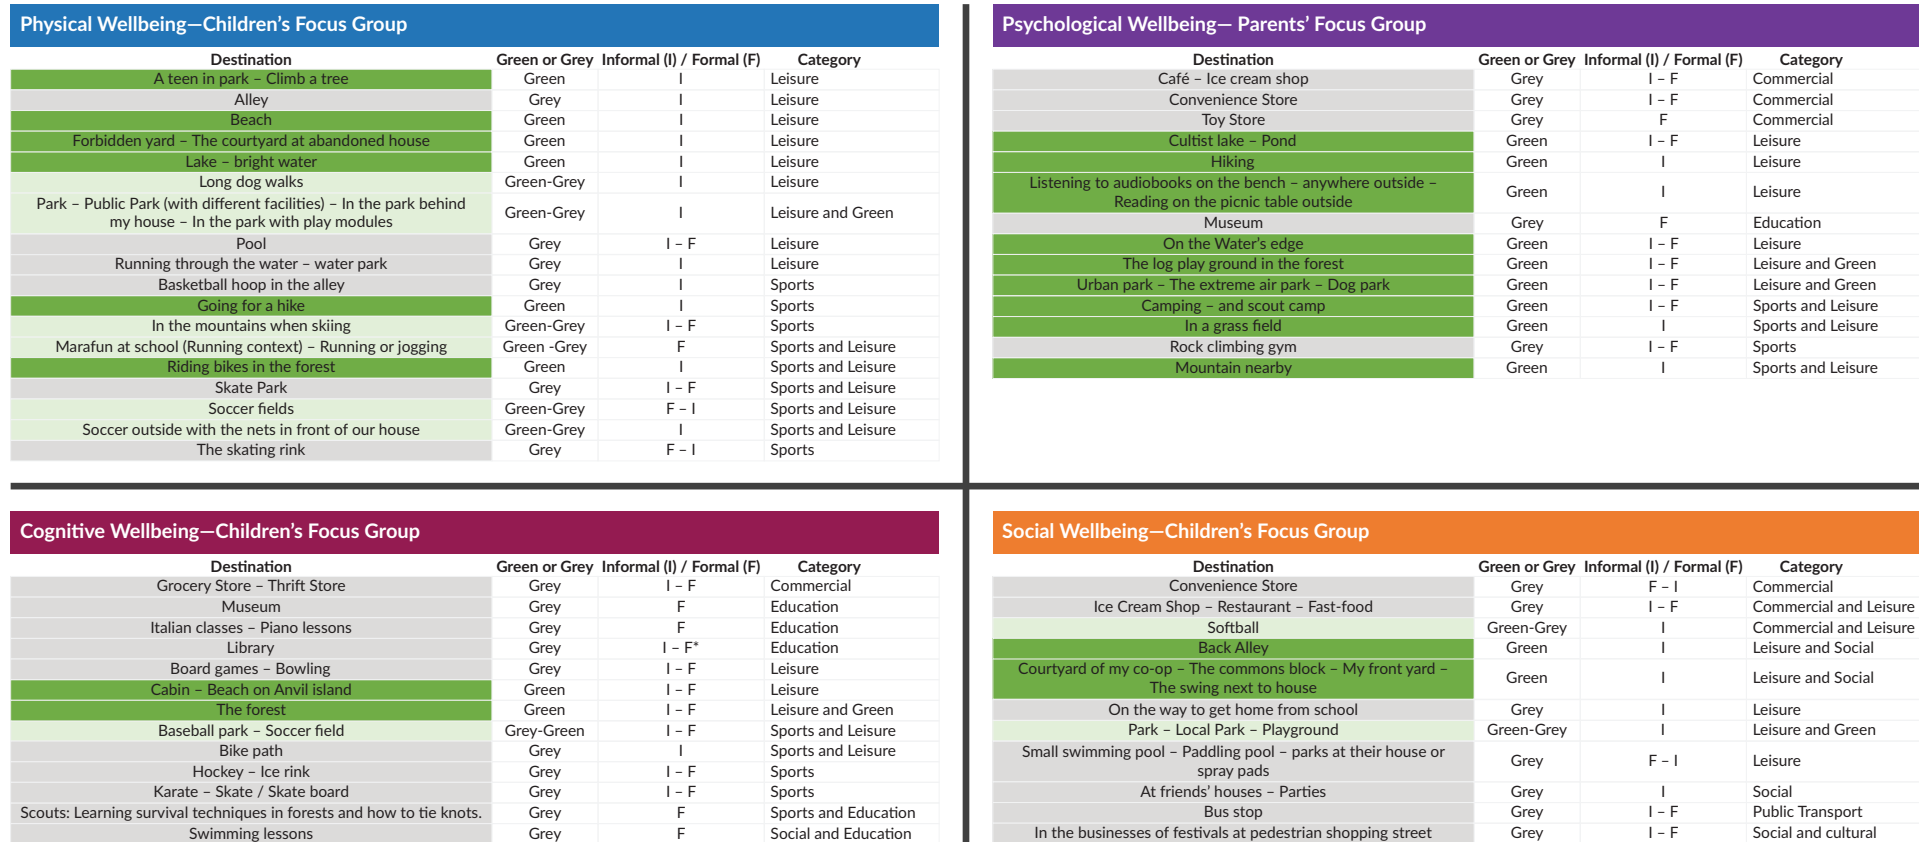 Physical Wellbeing—Children's Focus Group
Destination Green or Grey Informal (I) / Formal (F) Category
A teen in park – Climb a tree Green I Leisure
Alley Grey I Leisure
Beach Green I Leisure
Forbidden yard – The courtyard at abandoned house Green I Leisure
Lake – bright water Green I Leisure
Long dog walks Green-Grey I Leisure
Park – Public Park (with different facilities) – In the park behind
my house – In the park with play modules Green-Grey I Leisure and Green
Pool Grey I – F Leisure
Running through the water – water park Grey I Leisure
Basketball hoop in the alley Grey I Sports
Going for a hike Green I Sports
In the mountains when skiing Green-Grey I – F Sports
Marafun at school (Running context) – Running or jogging Green -Grey F Sports and Leisure
Riding bikes in the forest Green I Sports and Leisure
Skate Park Grey I – F Sports and Leisure
Soccer fields Green-Grey F – I Sports and Leisure
Soccer outside with the nets in front of our house Green-Grey I Sports and Leisure
The skating rink Grey F – I Sports
Psychological Wellbeing— Parents' Focus Group
Destination Green or Grey Informal (I) / Formal (F) Category
Café – Ice cream shop Grey I – F Commercial
Convenience Store Grey I – F Commercial
Toy Store Grey F Commercial
Cultist lake – Pond Green I – F Leisure
Hiking Green I Leisure
Listening to audiobooks on the bench – anywhere outside –
Reading on the picnic table outside Green I Leisure
Museum Grey F Education
On the Water's edge Green I – F Leisure
The log play ground in the forest Green I – F Leisure and Green
Urban park – The extreme air park – Dog park Green I – F Leisure and Green
Camping – and scout camp Green I – F Sports and Leisure
In a grass field Green I Sports and Leisure
Rock climbing gym Grey I – F Sports
Mountain nearby Green I Sports and Leisure
Cognitive Wellbeing—Children's Focus Group
Destination Green or Grey Informal (I) / Formal (F) Category
Grocery Store – Thrift Store Grey I – F Commercial
Museum Grey F Education
Italian classes – Piano lessons Grey F Education
Library Grey I – F* Education
Board games – Bowling Grey I – F Leisure
Cabin – Beach on Anvil island Green I – F Leisure
The forest Green I – F Leisure and Green
Baseball park – Soccer field Grey-Green I – F Sports and Leisure
Bike path Grey I Sports and Leisure
Hockey – Ice rink Grey I – F Sports
Karate – Skate / Skate board Grey I – F Sports
Scouts: Learning survival techniques in forests and how to tie knots. Grey F Sports and Education
Swimming lessons Grey F Social and Education
Social Wellbeing—Children's Focus Group
Destination Green or Grey Informal (I) / Formal (F) Category
Convenience Store Grey F – I Commercial
Ice Cream Shop – Restaurant – Fast-food Grey I – F Commercial and Leisure
Softball Green-Grey I Commercial and Leisure
Back Alley Green I Leisure and Social
Courtyard of my co-op – The commons block – My front yard –
The swing next to house Green I Leisure and Social
On the way to get home from school Grey I Leisure
Park – Local Park – Playground Green-Grey I Leisure and Green
Small swimming pool – Paddling pool – parks at their house or
spray pads Grey F – I Leisure
At friends' houses – Parties Grey I Social
Bus stop Grey I – F Public Transport
In the businesses of festivals at pedestrian shopping street Grey I – F Social and cultural